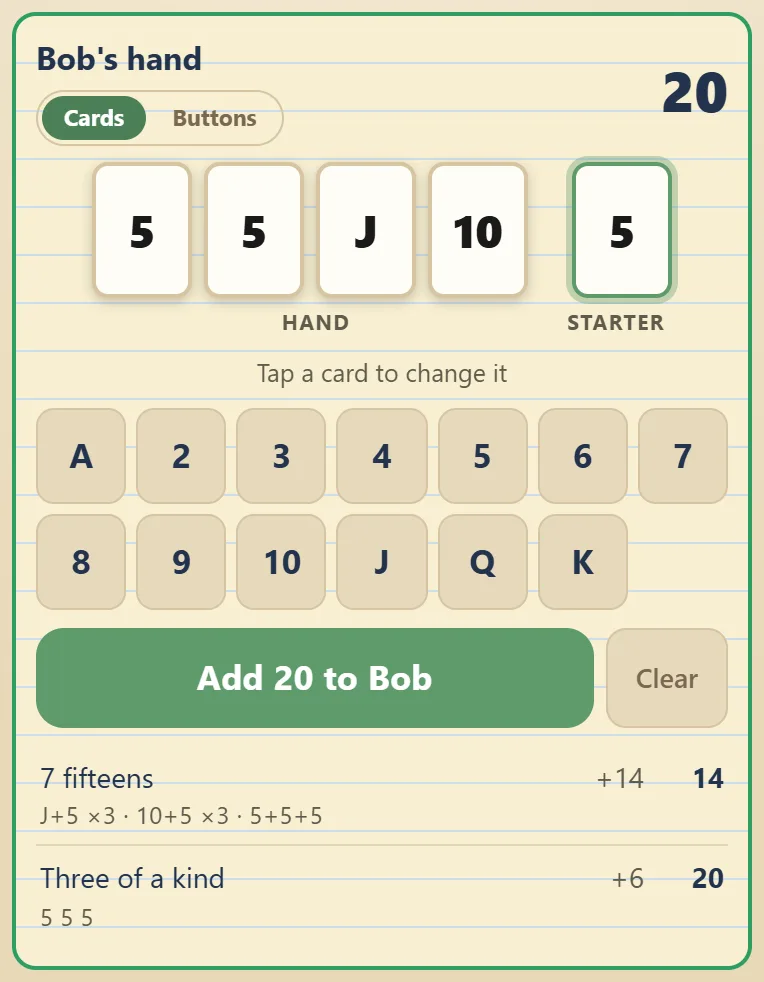 Bob's hand
20
Cards Buttons
5 5 J 10 5
HAND STARTER
Tap a card to change it
A 2 3 4 5 6 7
8 9 10 J Q K
Add 20 to Bob Clear
7 fifteens +14 14
J+5 ×3 · 10+5 ×3 · 5+5+5
Three of a kind +6 20
5 5 5